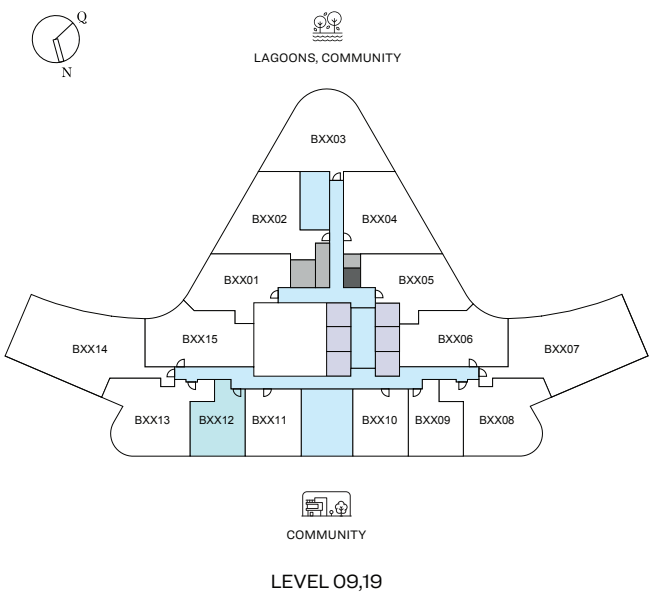 Q
N
LAGOONS, COMMUNITY
BXX03
BXX02
BXX04
BXX01
BXX05
BXX14
BXX15
BXX06
BXX07
BXX13
BXX12
BXX11
BXX10
BXX09
BXX08
COMMUNITY
LEVEL 09,19